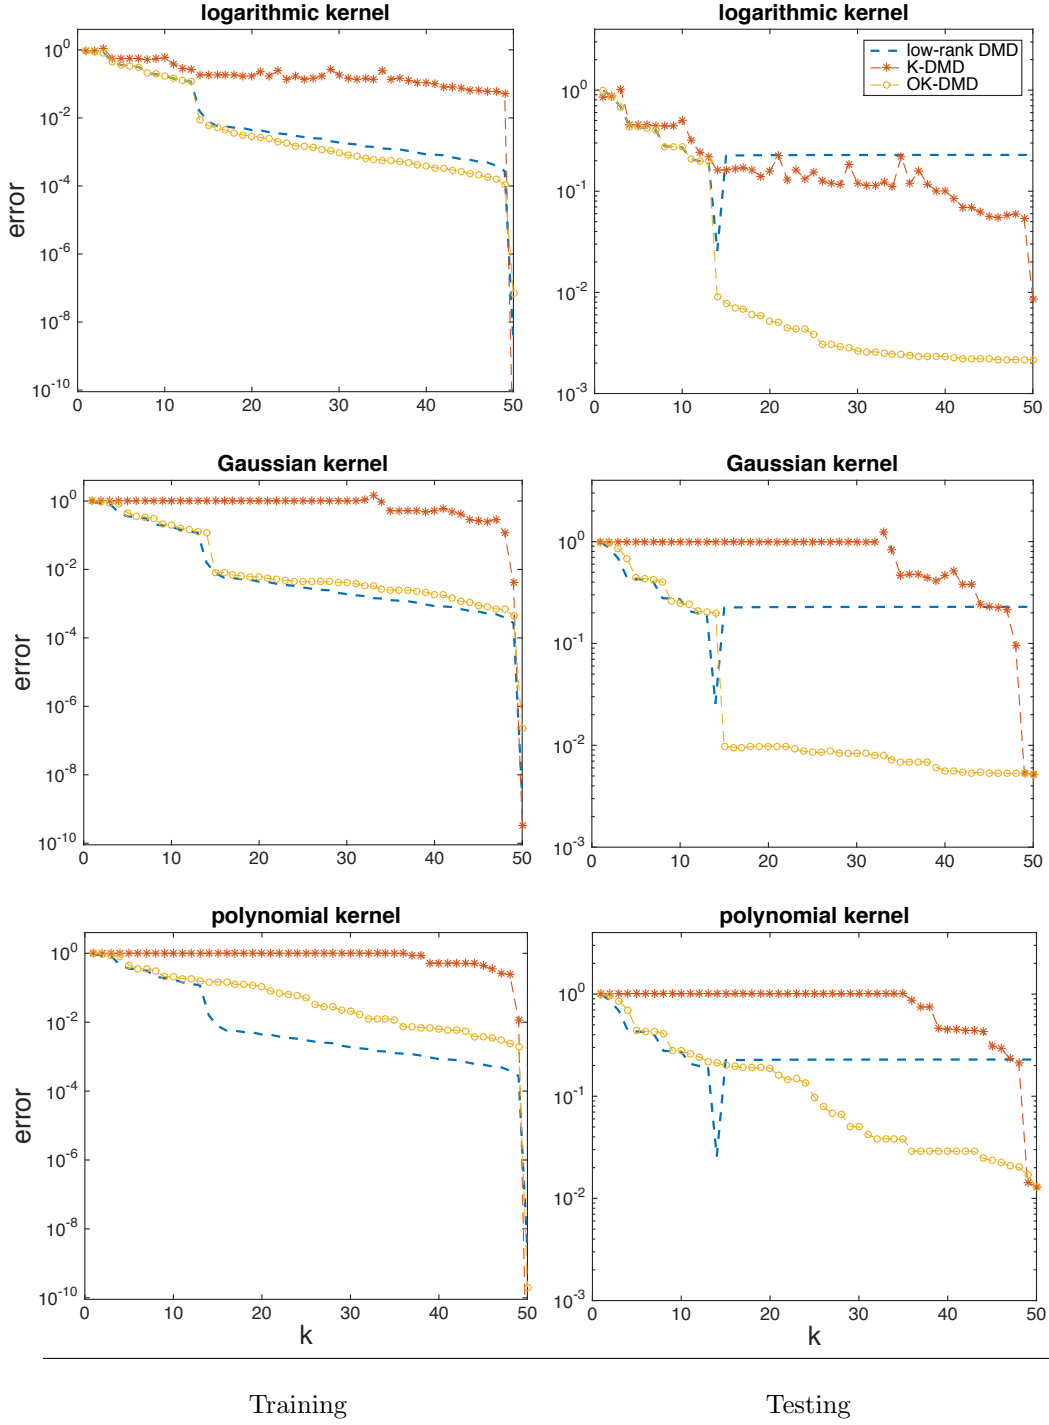 logarithmic kernel
10^0
10^-2
10^-4
10^-6
10^-8
10^-10
error
0 10 20 30 40 50
logarithmic kernel
low-rank DMD
K-DMD
OK-DMD
10^0
10^-1
10^-2
10^-3
0 10 20 30 40 50
Gaussian kernel
10^0
10^-2
10^-4
10^-6
10^-8
10^-10
error
0 10 20 30 40 50
Gaussian kernel
10^0
10^-1
10^-2
10^-3
0 10 20 30 40 50
polynomial kernel
10^0
10^-2
10^-4
10^-6
10^-8
10^-10
error
0 10 20 30 40 50
k
polynomial kernel
10^0
10^-1
10^-2
10^-3
0 10 20 30 40 50
k
Training
Testing